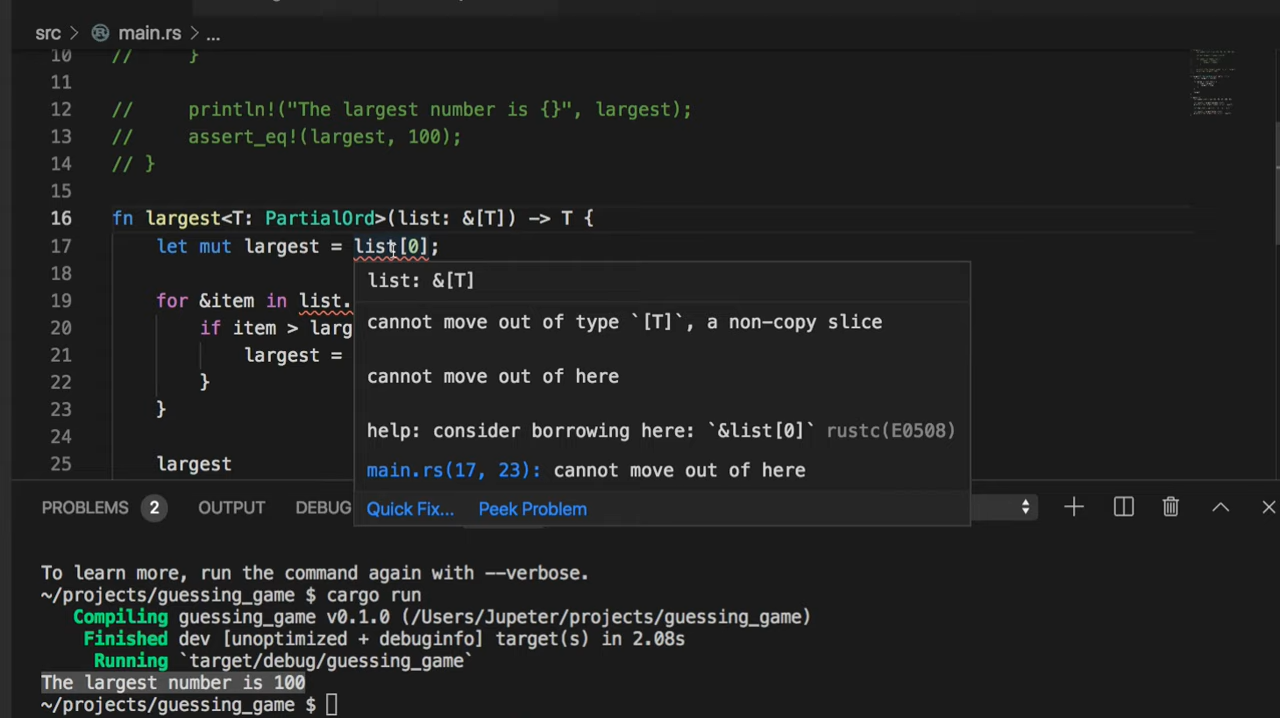 src > main.rs > ...
10 // }
11
12 // println!("The largest number is {}", largest);
13 // assert_eq!(largest, 100);
14 // }
15
16 fn largest<T: PartialOrd>(list: &[T]) -> T {
17 let mut largest = list[0];
18
19 for &item in list.
20 if item > larg
21 largest =
22 }
23 }
24
25 largest
list: &[T]
cannot move out of type `[T]`, a non-copy slice
cannot move out of here
help: consider borrowing here: `&list[0]` rustc(E0508)
main.rs(17, 23): cannot move out of here
Quick Fix... Peek Problem
PROBLEMS 2 OUTPUT DEBUG
To learn more, run the command again with --verbose.
~/projects/guessing_game $ cargo run
Compiling guessing_game v0.1.0 (/Users/Jupeter/projects/guessing_game)
Finished dev [unoptimized + debuginfo] target(s) in 2.08s
Running `target/debug/guessing_game`
The largest number is 100
~/projects/guessing_game $